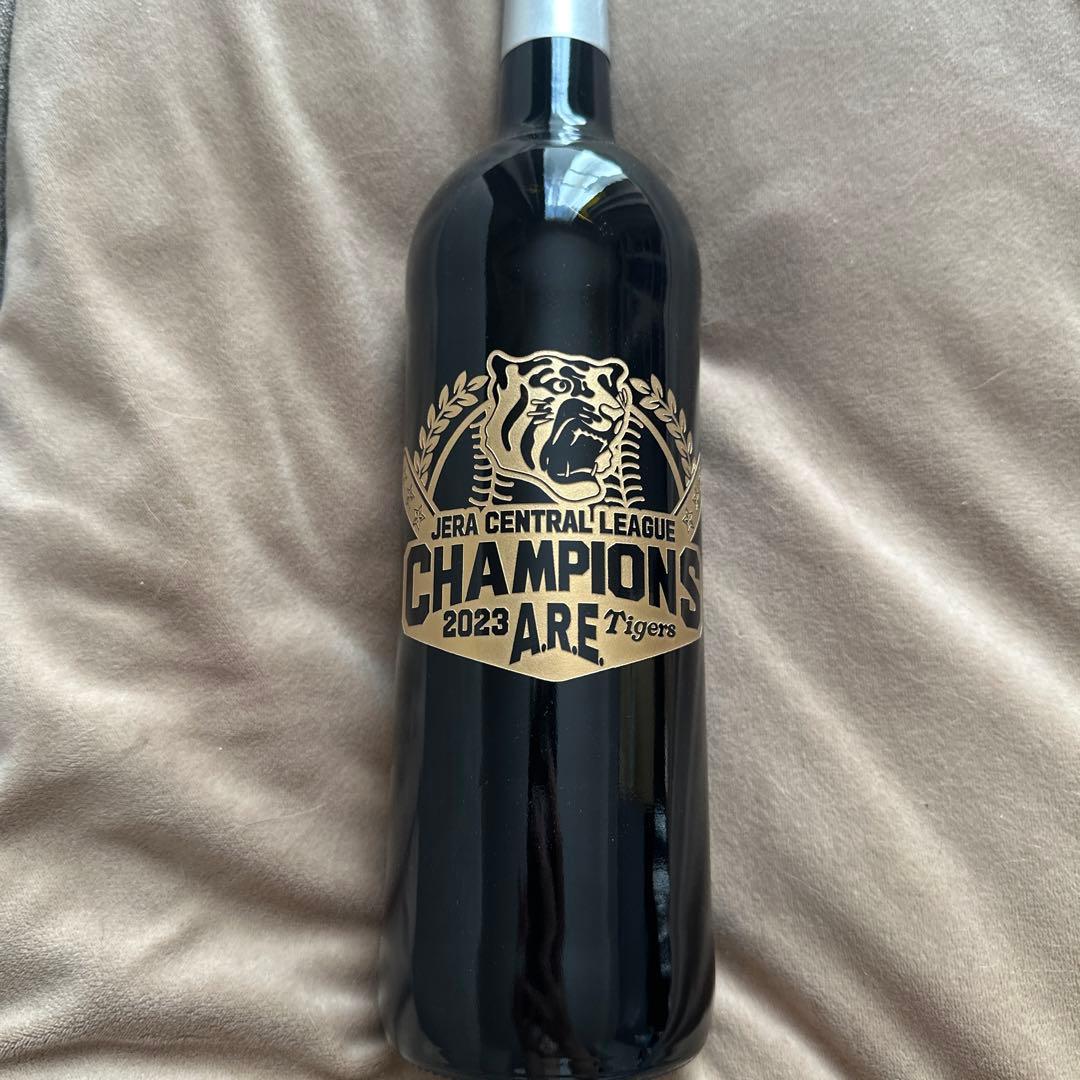 JERA CENTRAL LEAGUE
CHAMPIONS
2023 A.R.E. Tigers